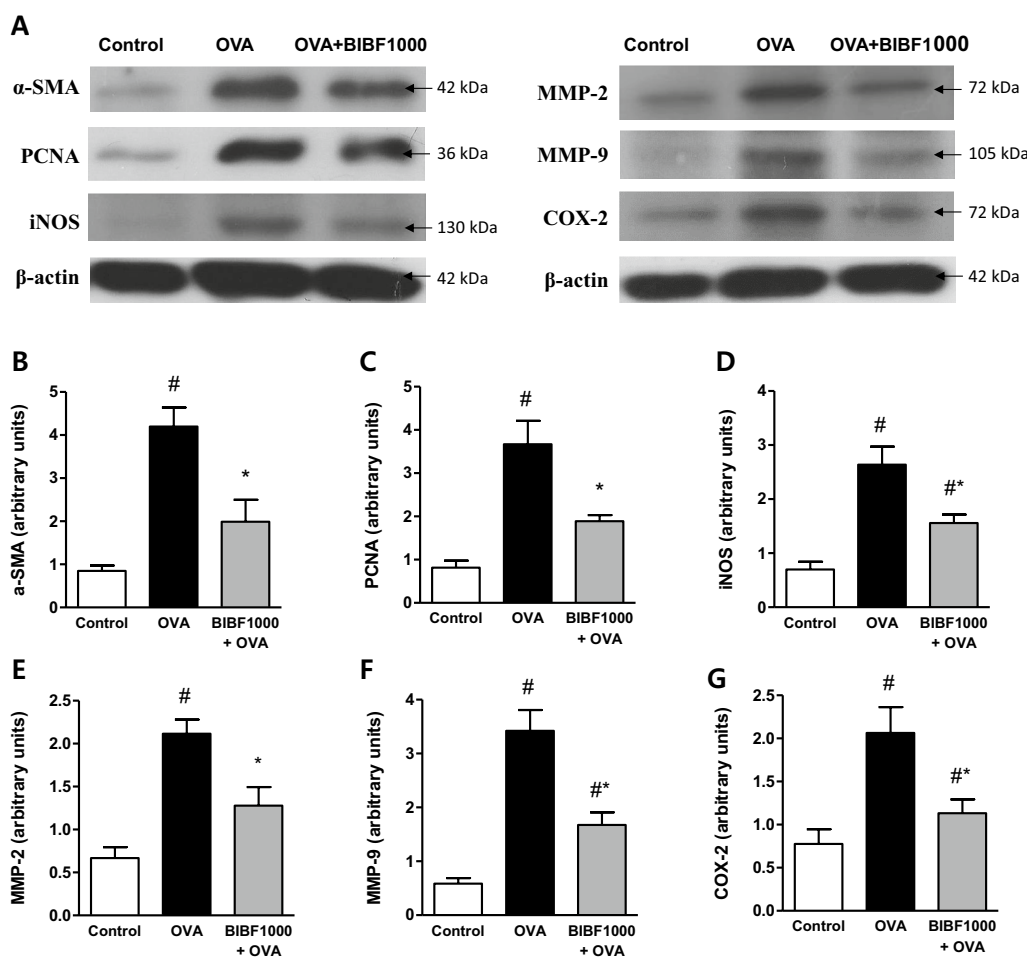 A
Control OVA OVA+BIBF1000
α-SMA 42 kDa
PCNA 36 kDa
iNOS 130 kDa
β-actin 42 kDa
Control OVA OVA+BIBF1000
MMP-2 72 kDa
MMP-9 105 kDa
COX-2 72 kDa
β-actin 42 kDa
B
a-SMA (arbitrary units)
5
4
3
2
1
0
#
*
Control OVA BIBF1000
+ OVA
C
PCNA (arbitrary units)
5
4
3
2
1
0
#
*
Control OVA BIBF1000
+ OVA
D
iNOS (arbitrary units)
4
3
2
1
0
#
#*
Control OVA BIBF1000
+ OVA
E
MMP-2 (arbitrary units)
2.5
2.0
1.5
1.0
0.5
0.0
#
*
Control OVA BIBF1000
+ OVA
F
MMP-9 (arbitrary units)
4
3
2
1
0
#
#*
Control OVA BIBF1000
+ OVA
G
COX-2 (arbitrary units)
2.5
2.0
1.5
1.0
0.5
0.0
#
#*
Control OVA BIBF1000
+ OVA